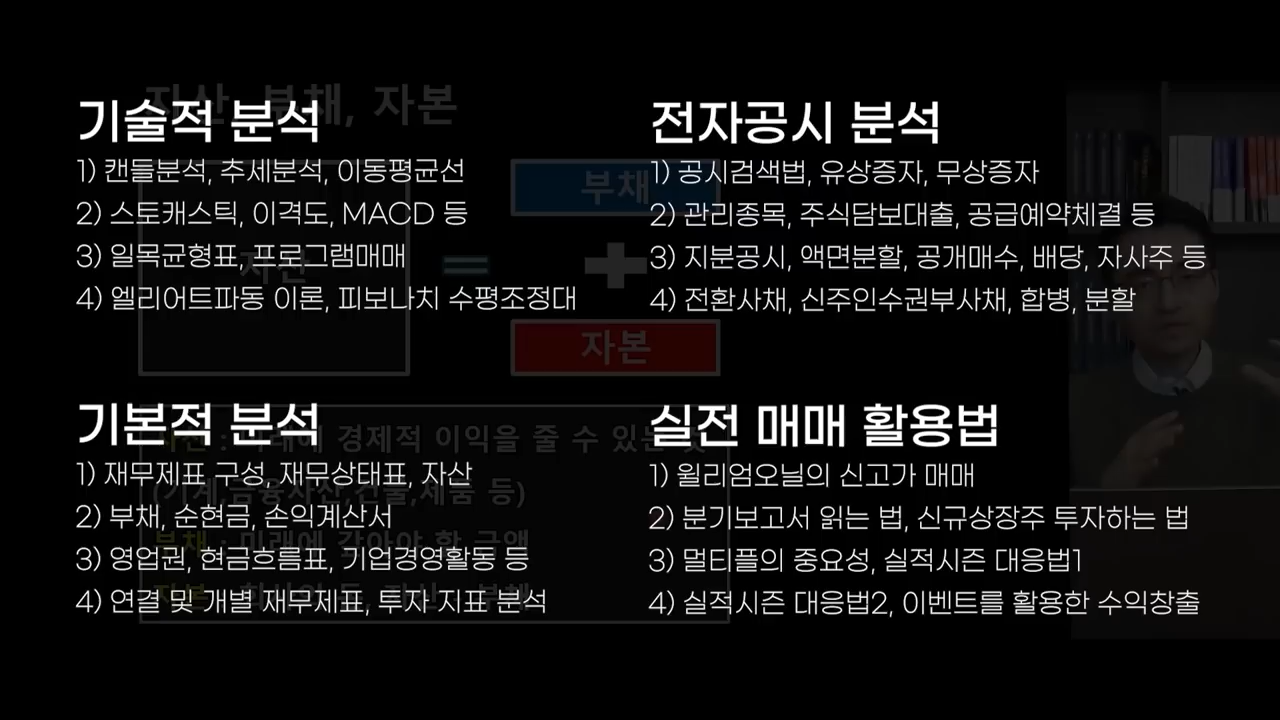 기술적 분석
1) 캔들분석, 추세분석, 이동평균선
2) 스토캐스틱, 이격도, MACD 등
3) 일목균형표, 프로그램매매
4) 엘리어트파동 이론, 피보나치 수평조정대
전자공시 분석
1) 공시검색법, 유상증자, 무상증자
2) 관리종목, 주식담보대출, 공급예약체결 등
3) 지분공시, 액면분할, 공개매수, 배당, 자사주 등
4) 전환사채, 신주인수권부사채, 합병, 분할
기본적 분석
1) 재무제표 구성, 재무상태표, 자산
2) 부채, 순현금, 손익계산서
3) 영업권, 현금흐름표, 기업경영활동 등
4) 연결 및 개별 재무제표, 투자 지표 분석
실전 매매 활용법
1) 윌리엄오닐의 신고가 매매
2) 분기보고서 읽는 법, 신규상장주 투자하는 법
3) 멀티플의 중요성, 실적시즌 대응법1
4) 실적시즌 대응법2, 이벤트를 활용한 수익창출
자산, 부채, 자본
부채
자산
=
+
자본